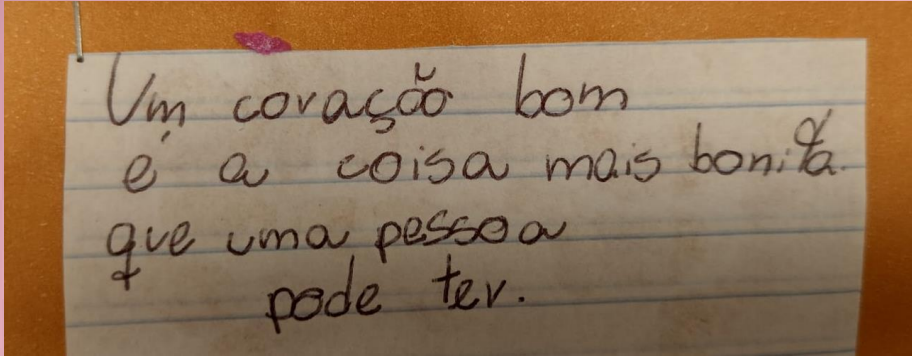 Um coração bom
é a coisa mais bonita.
que uma pessoa
pode ter.